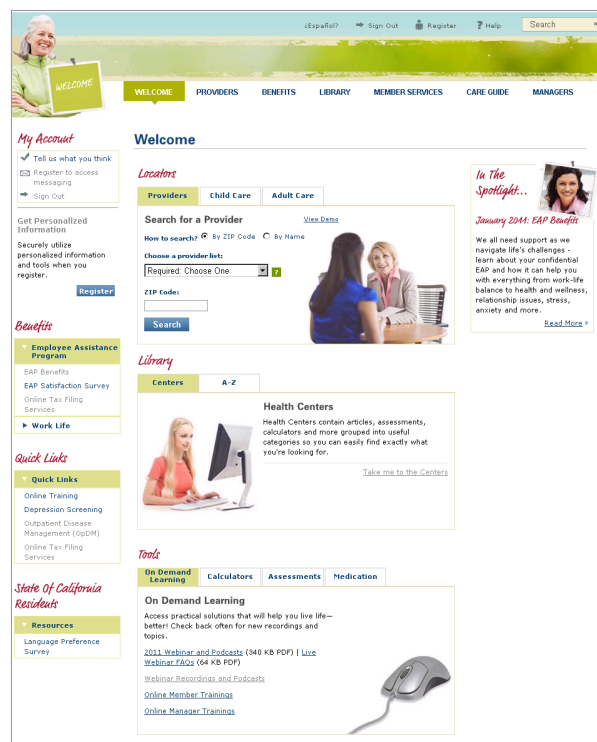 ¿Español?
Sign Out
Register
? Help
Search
WELCOME
WELCOME
PROVIDERS
BENEFITS
LIBRARY
MEMBER SERVICES
CARE GUIDE
MANAGERS
My Account
Tell us what you think
Register to access
messaging
Sign Out
Get Personalized
Information
Securely utilize
personalized information
and tools when you
register.
Register
Benefits
Employee Assistance
Program
EAP Benefits
EAP Satisfaction Survey
Online Tax Filing
Services
Work Life
Quick Links
Quick Links
Online Training
Depression Screening
Outpatient Disease
Management (OpDM)
Online Tax Filing
Services
State Of California
Residents
Resources
Language Preference
Survey
Welcome
Locators
Providers
Child Care
Adult Care
Search for a Provider
View Demo
How to search? By ZIP Code By Name
Choose a provider list:
Required: Choose One
?
ZIP Code:
Search
Library
Centers
A-Z
Health Centers
Health Centers contain articles, assessments,
calculators and more grouped into useful
categories so you can easily find exactly what
you're looking for.
Take me to the Centers
Tools
On Demand
Learning
Calculators
Assessments
Medication
On Demand Learning
Access practical solutions that will help you live life—
better! Check back often for new recordings and
topics.
2011 Webinar and Podcasts (340 KB PDF) | Live
Webinar FAQs (64 KB PDF)
Webinar Recordings and Podcasts
Online Member Trainings
Online Manager Trainings
In The
Spotlight...
January 2011: EAP Benefits
We all need support as we
navigate life's challenges -
learn about your confidential
EAP and how it can help you
with everything from work-life
balance to health and wellness,
relationship issues, stress,
anxiety and more.
Read More »